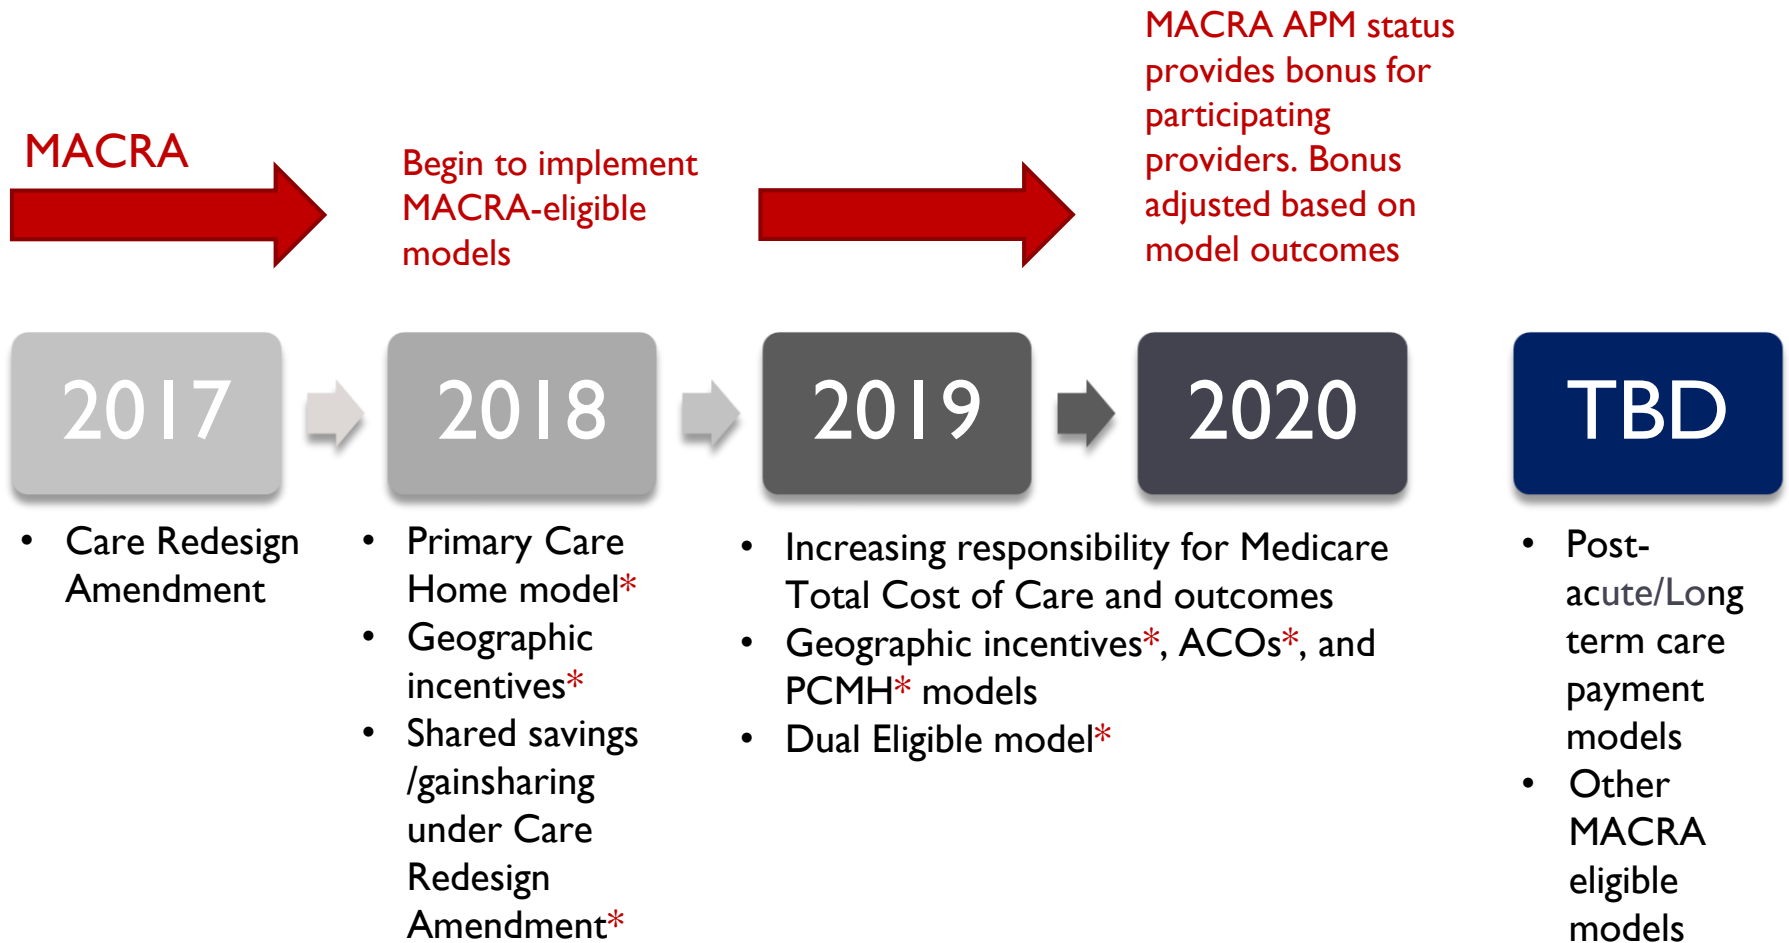 MACRA
Begin to implement
MACRA-eligible
models
MACRA APM status
provides bonus for
participating
providers. Bonus
adjusted based on
model outcomes
2017
2018
2019
2020
TBD
• Care Redesign
Amendment
• Primary Care
Home model*
• Geographic
incentives*
• Shared savings
/gainsharing
under Care
Redesign
Amendment*
• Increasing responsibility for Medicare
Total Cost of Care and outcomes
• Geographic incentives*, ACOs*, and
PCMH* models
• Dual Eligible model*
• Post-
acute/Long
term care
payment
models
• Other
MACRA
eligible
models